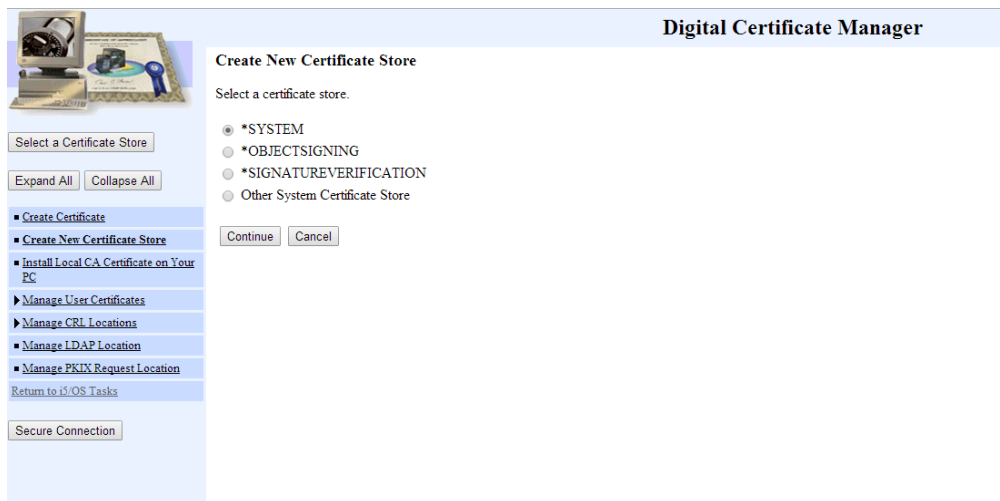 Digital Certificate Manager
Select a Certificate Store
Expand All Collapse All
Create Certificate
Create New Certificate Store
Install Local CA Certificate on Your
PC
Manage User Certificates
Manage CRL Locations
Manage LDAP Location
Manage PKIX Request Location
Return to i5/OS Tasks
Secure Connection
Create New Certificate Store
Select a certificate store.
*SYSTEM
*OBJECTSIGNING
*SIGNATUREVERIFICATION
Other System Certificate Store
Continue Cancel